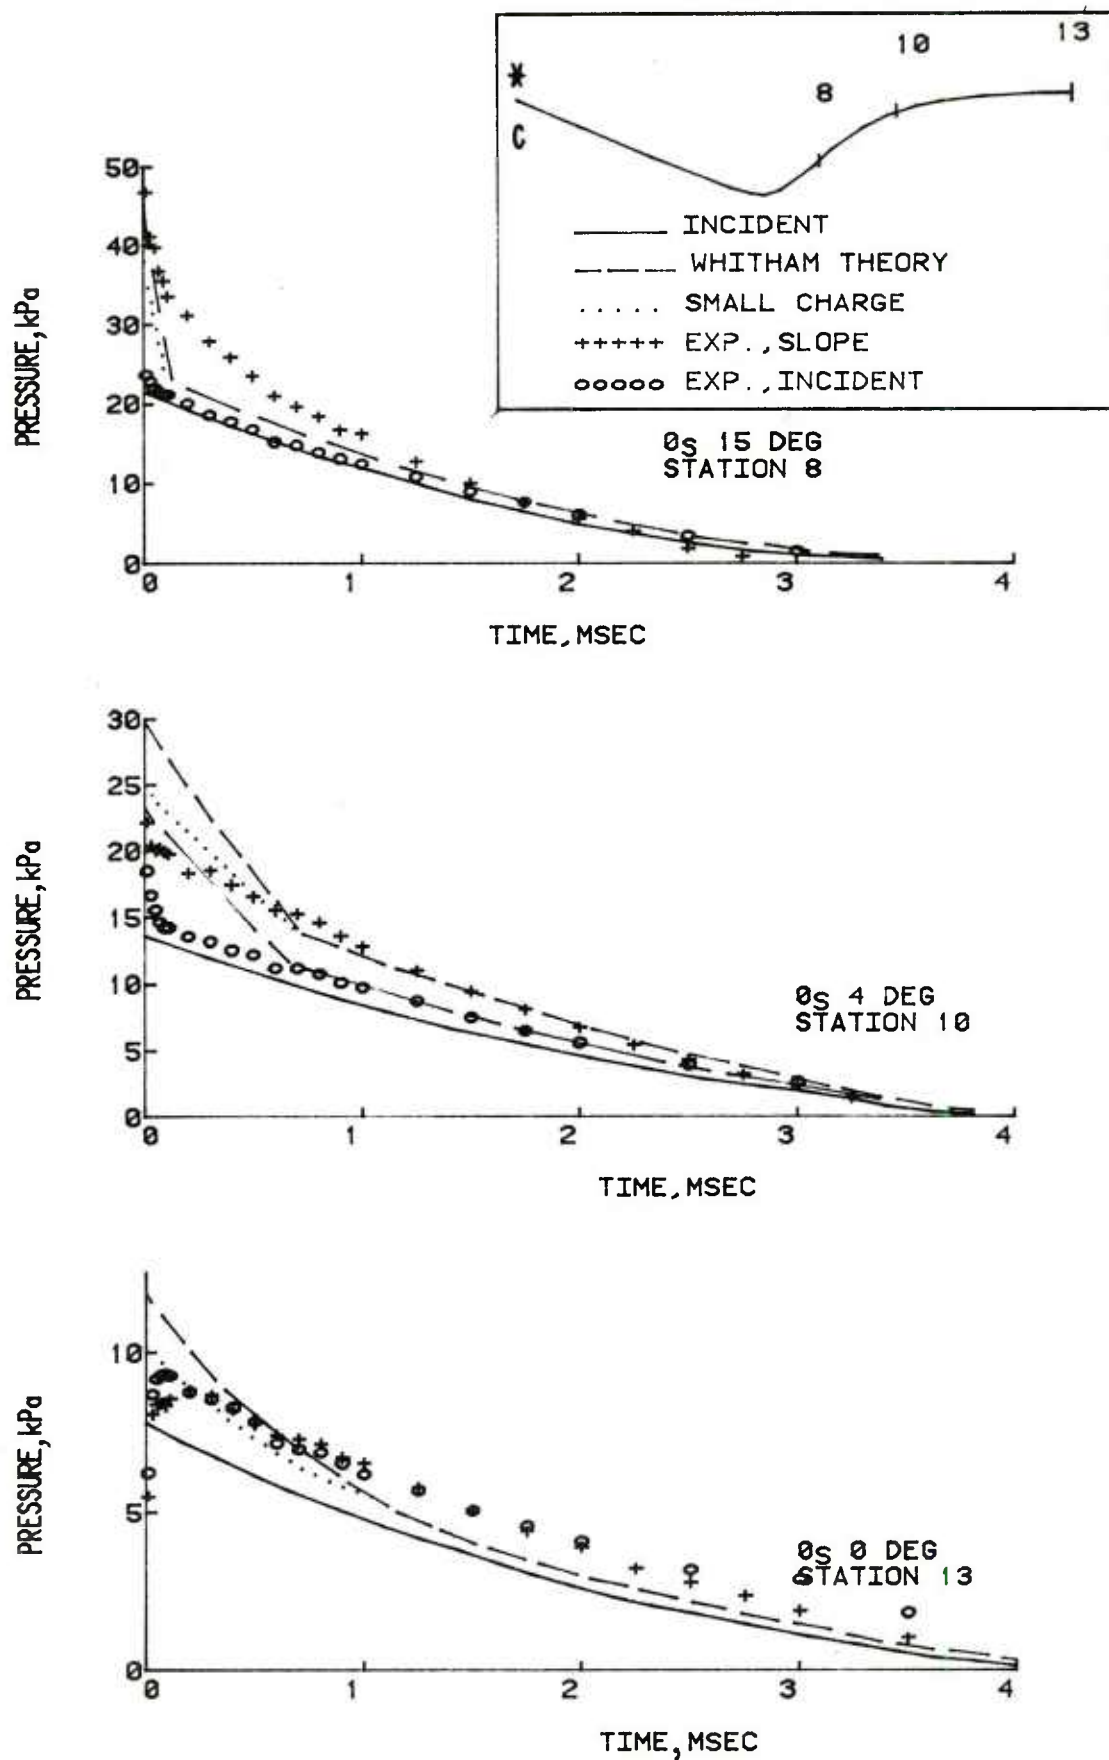 10
13
8
*
C
——— INCIDENT
—— —— WHITHAM THEORY
..... SMALL CHARGE
+++++ EXP.,SLOPE
ooooo EXP.,INCIDENT
PRESSURE,kPa
50
40
30
20
10
0
0 1 2 3 4
θs 15 DEG
STATION 8
TIME,MSEC
PRESSURE,kPa
30
25
20
15
10
5
0
0 1 2 3 4
θs 4 DEG
STATION 10
TIME,MSEC
PRESSURE,kPa
10
5
0
0 1 2 3 4
θs 0 DEG
STATION 13
TIME,MSEC